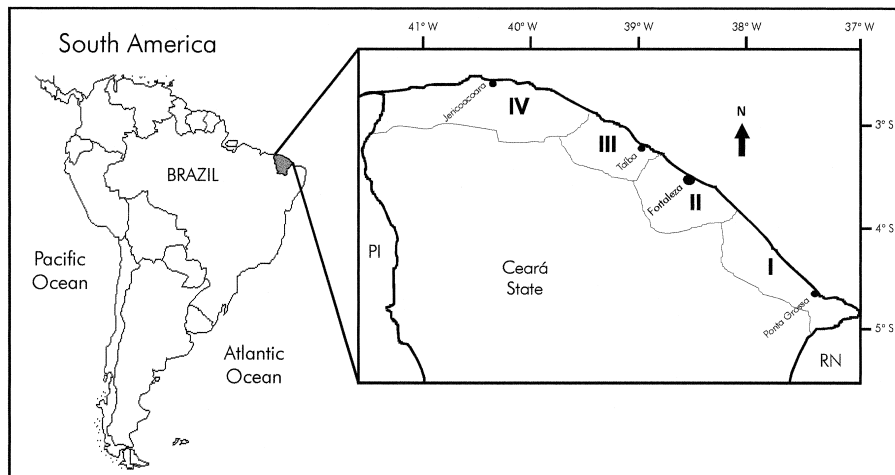 South America
BRAZIL
Pacific
Ocean
Atlantic
Ocean
41° W
40° W
39° W
38° W
37° W
3° S
4° S
5° S
N
Jericoacoara
IV
III
Taíba
Fortaleza
II
I
Ponta Grossa
PI
Ceará
State
RN